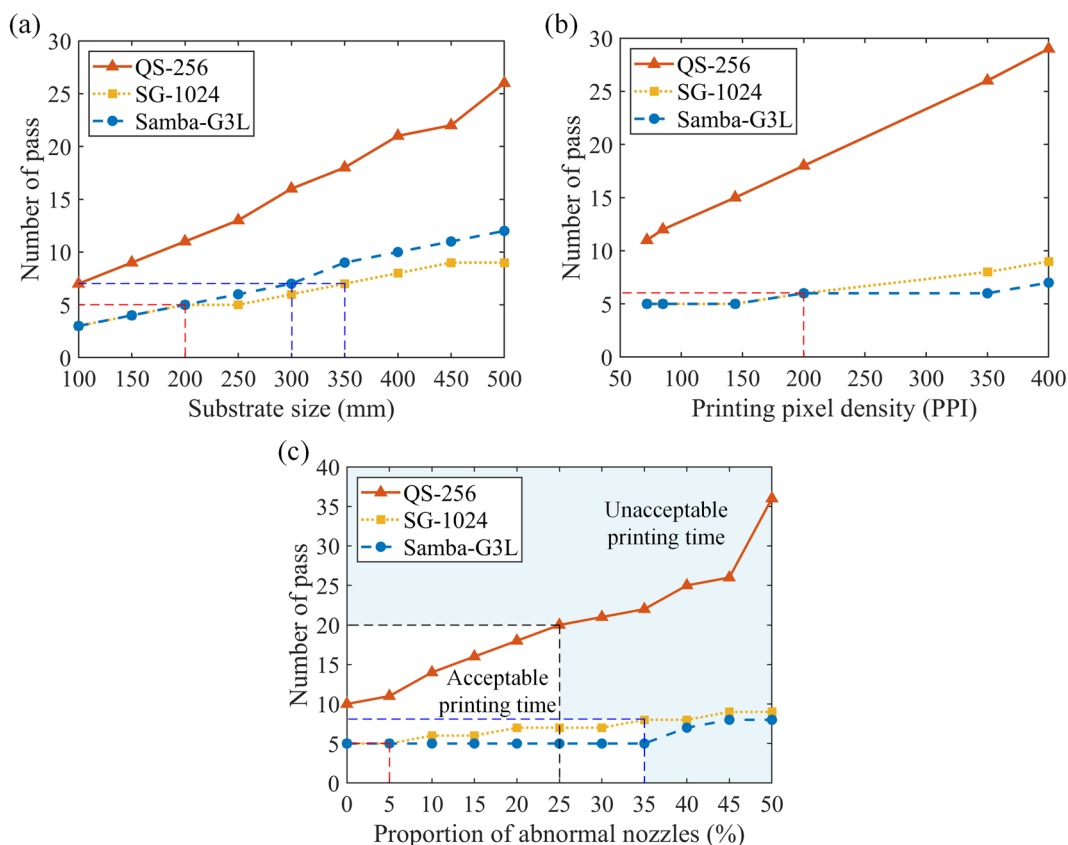 (a)
30
25
20
15
10
5
0
Number of pass
QS-256
SG-1024
Samba-G3L
100 150 200 250 300 350 400 450 500
Substrate size (mm)
(b)
30
25
20
15
10
5
0
Number of pass
QS-256
SG-1024
Samba-G3L
50 100 150 200 250 300 350 400
Printing pixel density (PPI)
(c)
40
35
30
25
20
15
10
5
0
Number of pass
QS-256
SG-1024
Samba-G3L
Unacceptable
printing time
Acceptable
printing time
0 5 10 15 20 25 30 35 40 45 50
Proportion of abnormal nozzles (%)